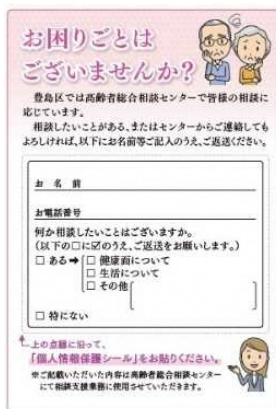 お困りごとは
ございませんか?
豊島区では高齢者総合相談センターで皆様の相談に
応じています。
相談したいことがある、またはセンターからご連絡しても
よろしければ、以下にお名前等ご記入のうえ、ご返送ください。
お名前
お電話番号
何か相談したいことはございますか。
(以下の□に☑のうえ、ご返送をお願いします。)
□ ある→ □ 健康面について
□ 生活について
□ その他
□ 特にない
上の点線に沿って、
「個人情報保護シール」をお貼りください。
※ご記載いただいた内容は高齢者総合相談センター
にて相談支援業務に使用させていただきます。